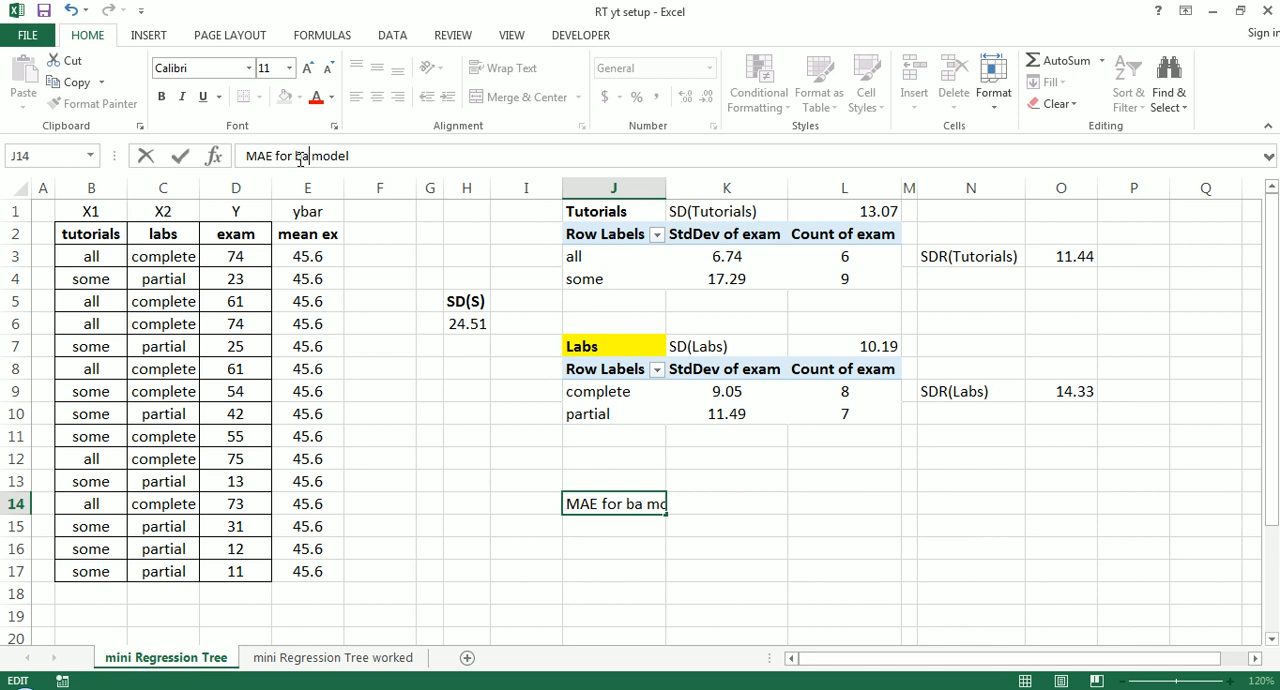 RT yt setup - Excel
Sign in
FILE HOME INSERT PAGE LAYOUT FORMULAS DATA REVIEW VIEW DEVELOPER
Paste
Cut
Copy
Format Painter
Clipboard
Calibri 11
B I U
Font
Wrap Text
Merge & Center
Alignment
General
$ % ,
Number
Conditional Formatting
Format as Table
Cell Styles
Styles
Insert Delete Format
Cells
AutoSum
Fill
Clear
Sort & Filter
Find & Select
Editing
J14 fx MAE for ba model
A B C D E F G H I J K L M N O P Q
1 X1 X2 Y ybar Tutorials SD(Tutorials) 13.07
2 tutorials labs exam mean ex Row Labels StdDev of exam Count of exam
3 all complete 74 45.6 all 6.74 6 SDR(Tutorials) 11.44
4 some partial 23 45.6 some 17.29 9
5 all complete 61 45.6 SD(S)
6 all complete 74 45.6 24.51
7 some partial 25 45.6 Labs SD(Labs) 10.19
8 all complete 61 45.6 Row Labels StdDev of exam Count of exam
9 some complete 54 45.6 complete 9.05 8 SDR(Labs) 14.33
10 some partial 42 45.6 partial 11.49 7
11 some complete 55 45.6
12 all complete 75 45.6
13 some partial 13 45.6
14 all complete 73 45.6 MAE for ba mo
15 some partial 31 45.6
16 some partial 12 45.6
17 some partial 11 45.6
18
19
20
mini Regression Tree mini Regression Tree worked
EDIT 120%